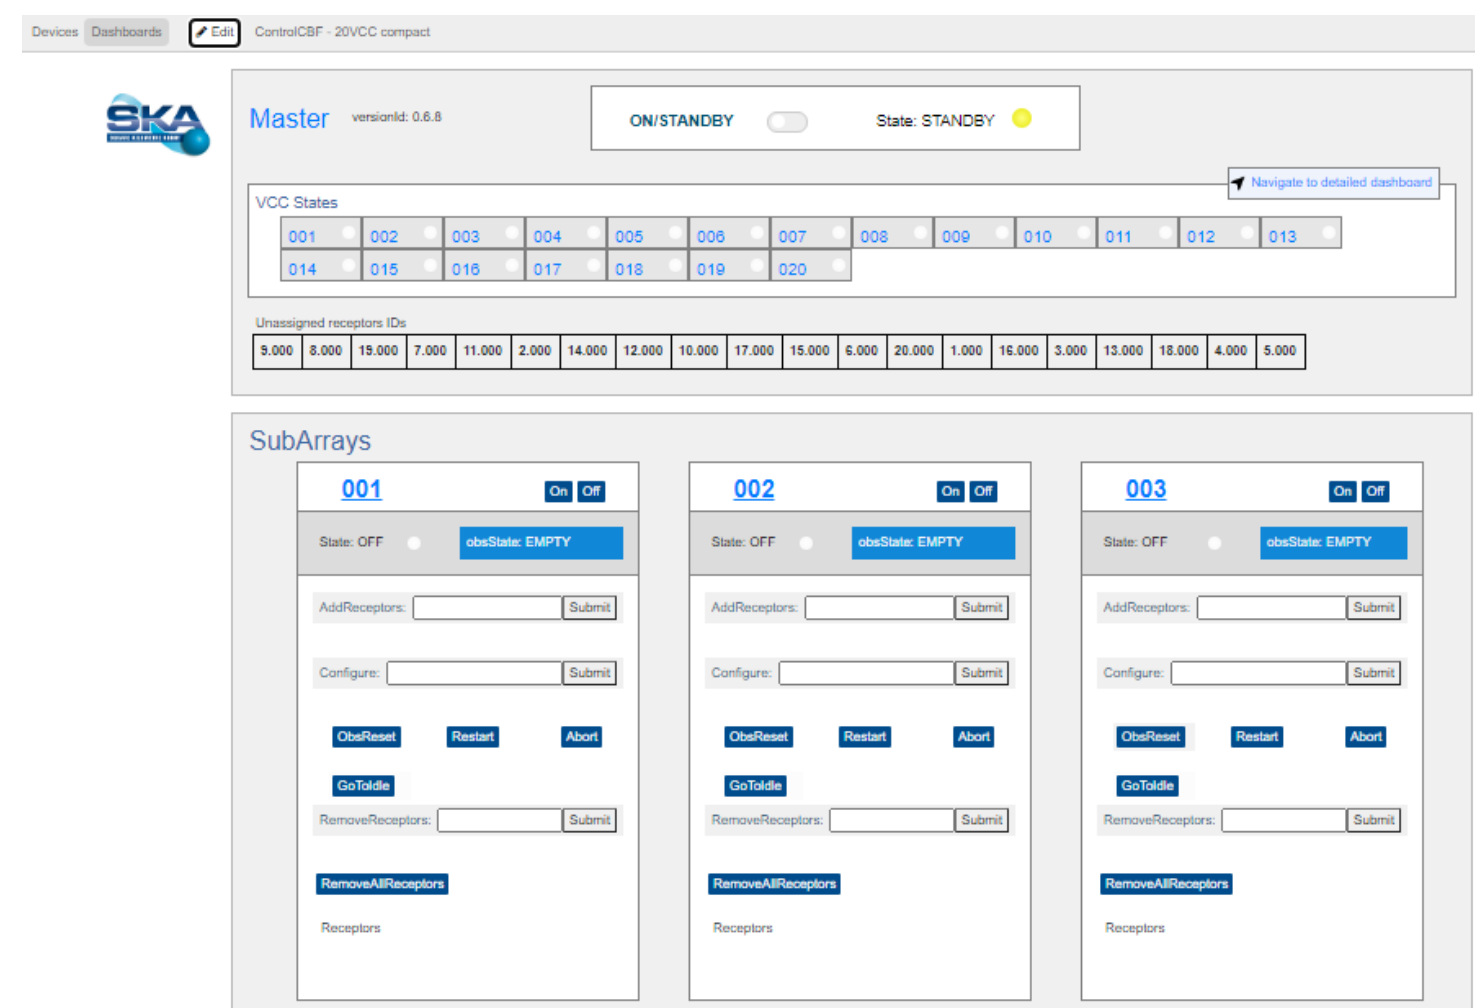 Devices Dashboards Edit ControlCBF - 20VCC compact
SKA
Master versionId: 0.6.8 ON/STANDBY State: STANDBY
Navigate to detailed dashboard
VCC States
001 002 003 004 005 006 007 008 009 010 011 012 013
014 015 016 017 018 019 020
Unassigned receptors IDs
9.000 8.000 19.000 7.000 11.000 2.000 14.000 12.000 10.000 17.000 15.000 6.000 20.000 1.000 16.000 3.000 13.000 18.000 4.000 5.000
SubArrays
001 On Off 002 On Off 003 On Off
State: OFF obsState: EMPTY State: OFF obsState: EMPTY State: OFF obsState: EMPTY
AddReceptors: Submit AddReceptors: Submit AddReceptors: Submit
Configure: Submit Configure: Submit Configure: Submit
ObsReset Restart Abort ObsReset Restart Abort ObsReset Restart Abort
GoToIdle GoToIdle GoToIdle
RemoveReceptors: Submit RemoveReceptors: Submit RemoveReceptors: Submit
RemoveAllReceptors RemoveAllReceptors RemoveAllReceptors
Receptors Receptors Receptors